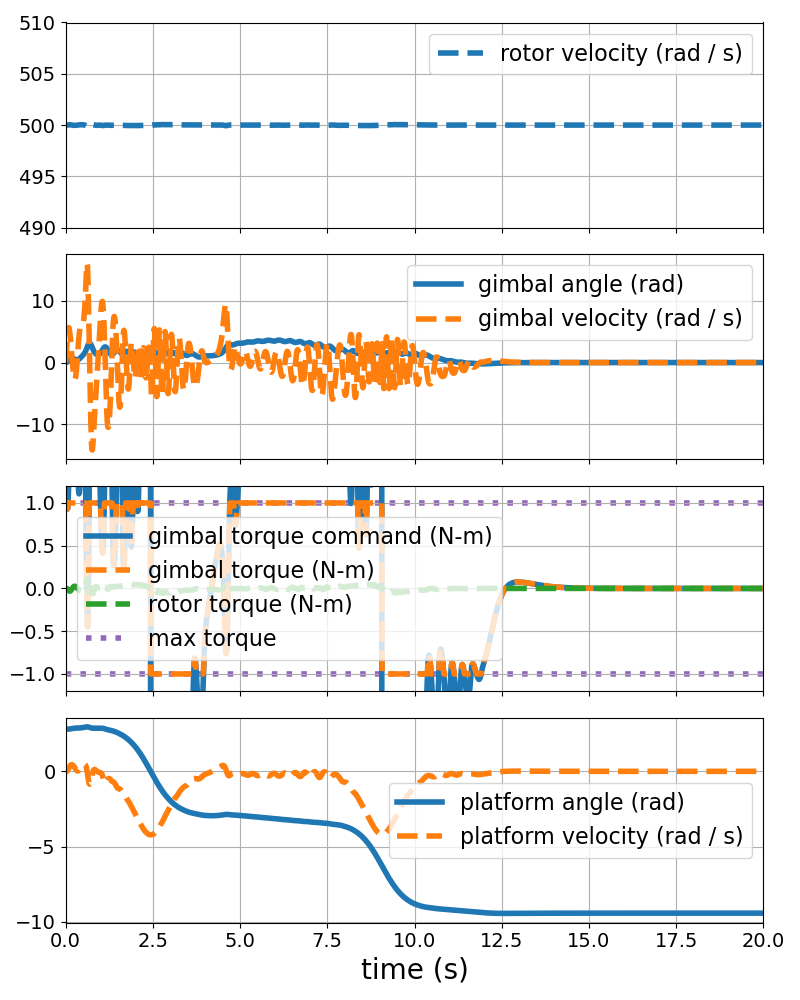 510
505
500
495
490
rotor velocity (rad / s)
10
0
−10
gimbal angle (rad)
gimbal velocity (rad / s)
1.0
0.5
0.0
−0.5
−1.0
gimbal torque command (N-m)
gimbal torque (N-m)
rotor torque (N-m)
max torque
0
−5
−10
platform angle (rad)
platform velocity (rad / s)
0.0 2.5 5.0 7.5 10.0 12.5 15.0 17.5 20.0
time (s)